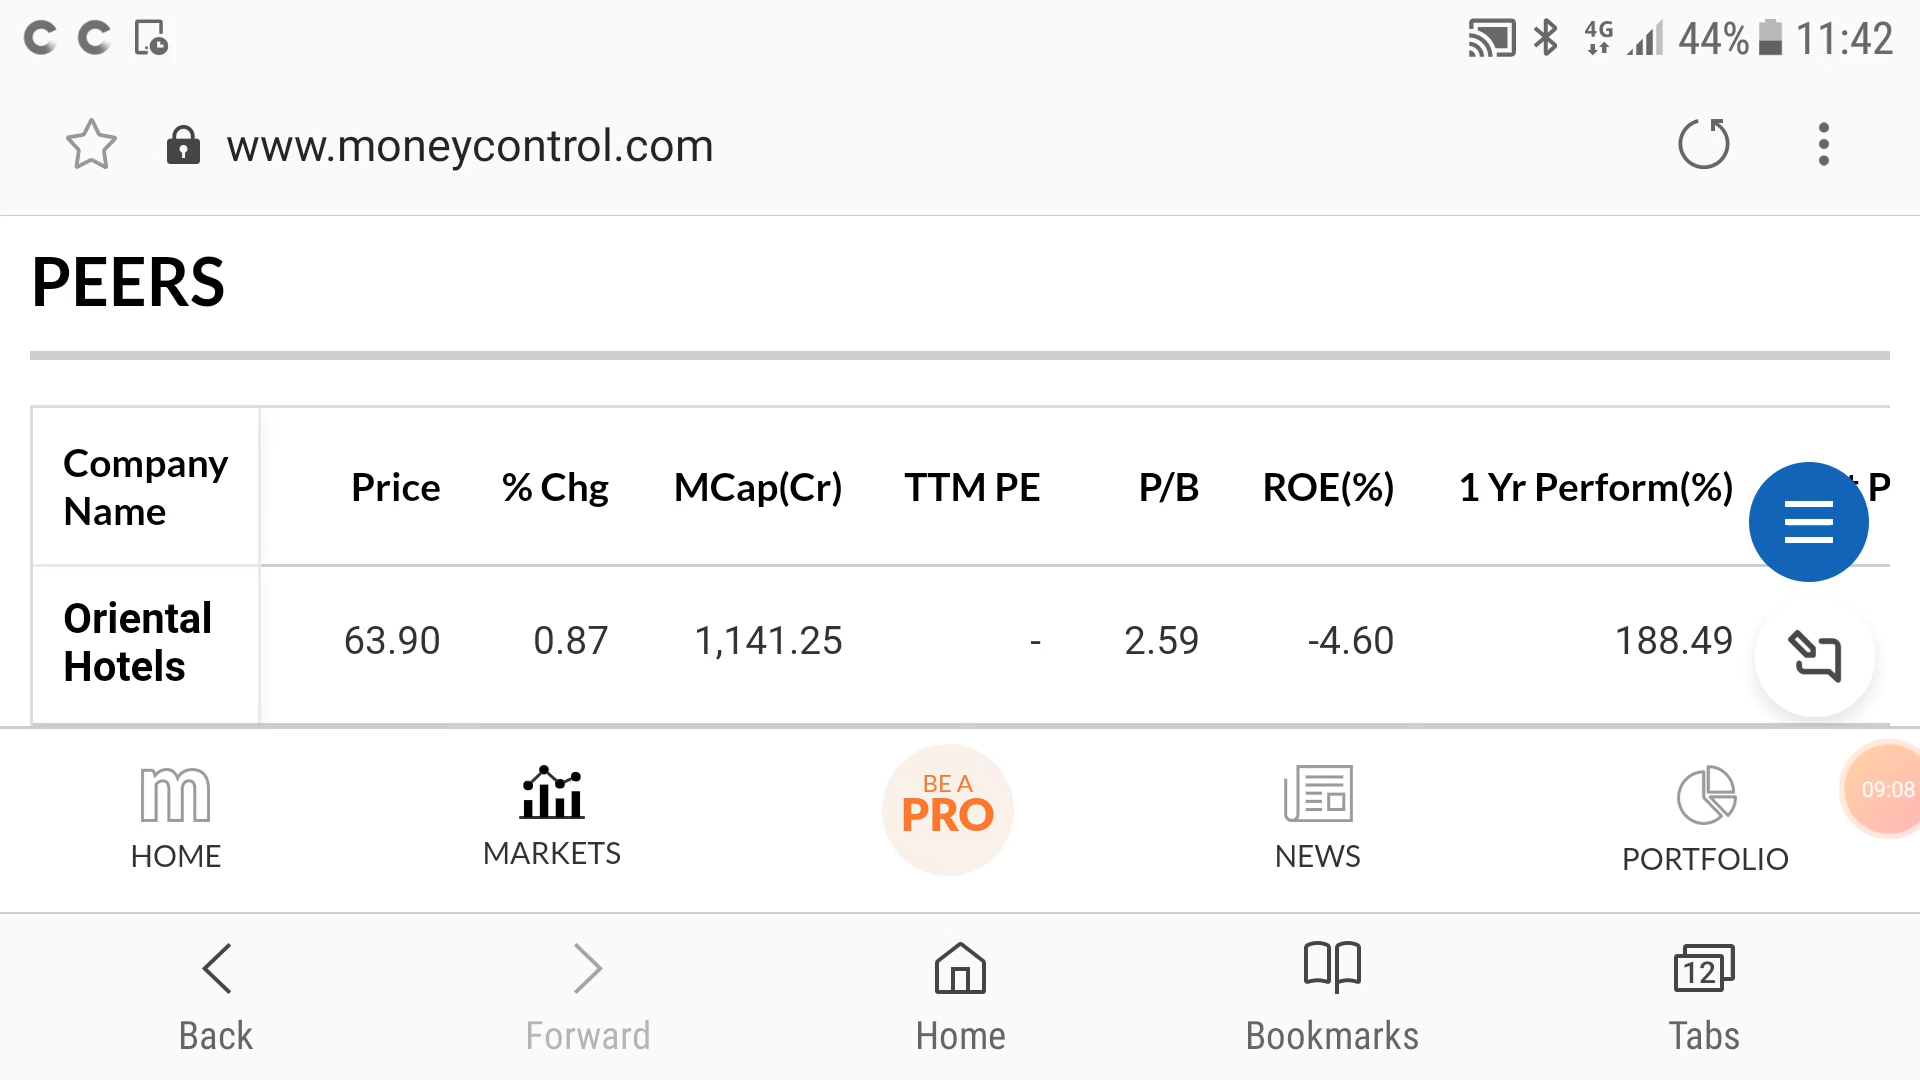 4G 44% 11:42
www.moneycontrol.com
PEERS
Company Name Price % Chg MCap(Cr) TTM PE P/B ROE(%) 1 Yr Perform(%) P
Oriental Hotels 63.90 0.87 1,141.25 - 2.59 -4.60 188.49
HOME MARKETS BE A PRO NEWS PORTFOLIO 09:08
12
Back Forward Home Bookmarks Tabs